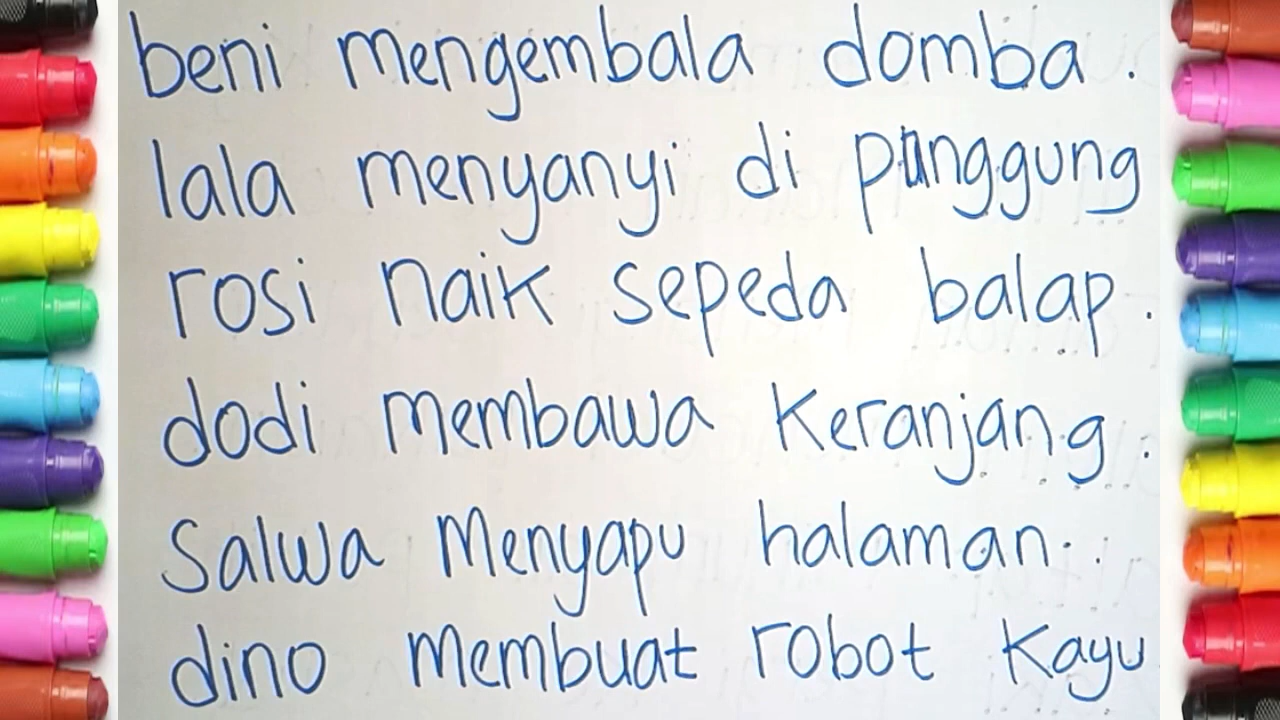 beni mengembala domba.
lala menyanyi di panggung
rosi naik sepeda balap.
dodi membawa keranjang.
Salwa menyapu halaman.
dino membuat robot kayu